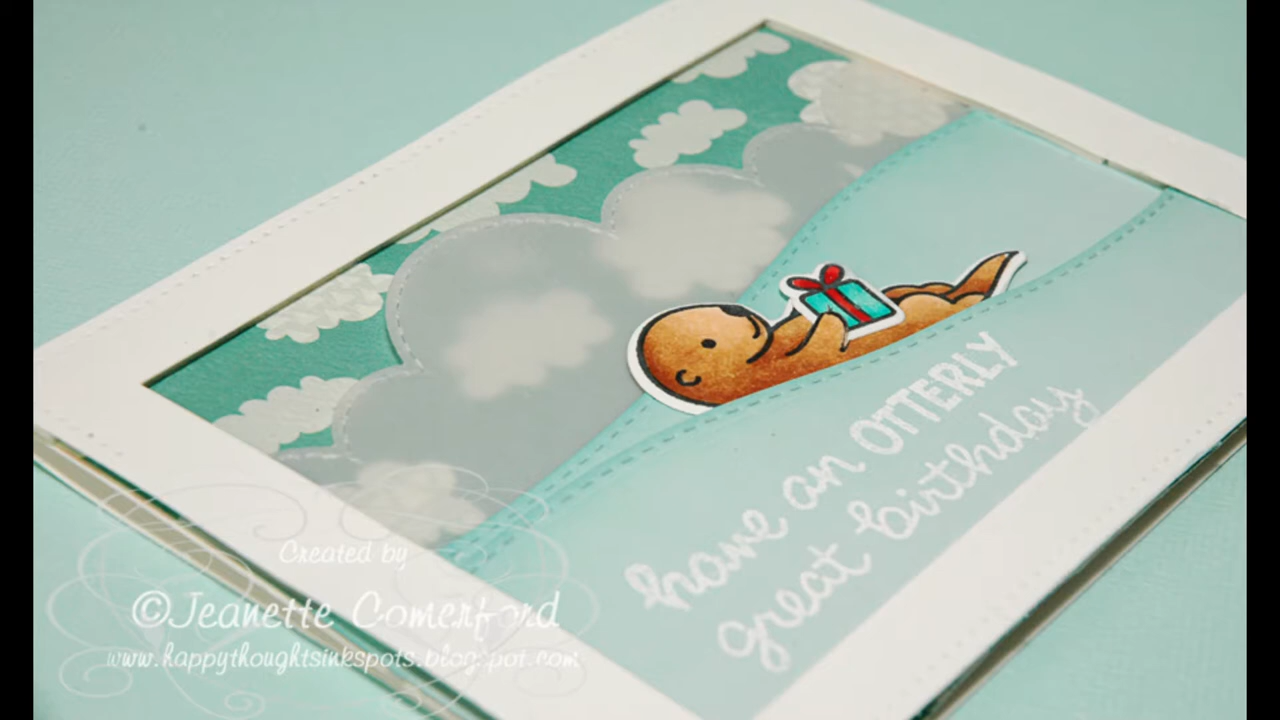 have an OTTERLY
great birthday
Created by
©Jeanette Comerford
www.happythoughtsinkspots.blogspot.com